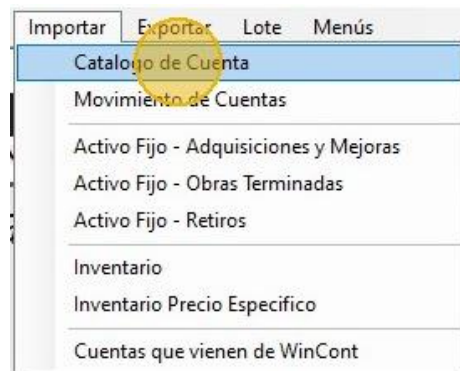 Importar Exportar Lote Menús
Catalogo de Cuenta
Movimiento de Cuentas
Activo Fijo - Adquisiciones y Mejoras
Activo Fijo - Obras Terminadas
Activo Fijo - Retiros
Inventario
Inventario Precio Especifico
Cuentas que vienen de WinCont